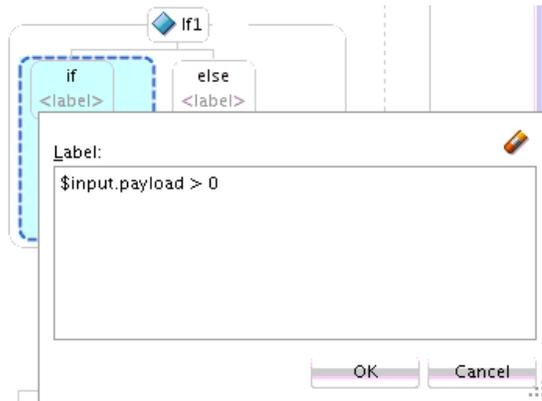 If1
if
else
<label>
<label>
Label:
$input.payload > 0
OK
Cancel